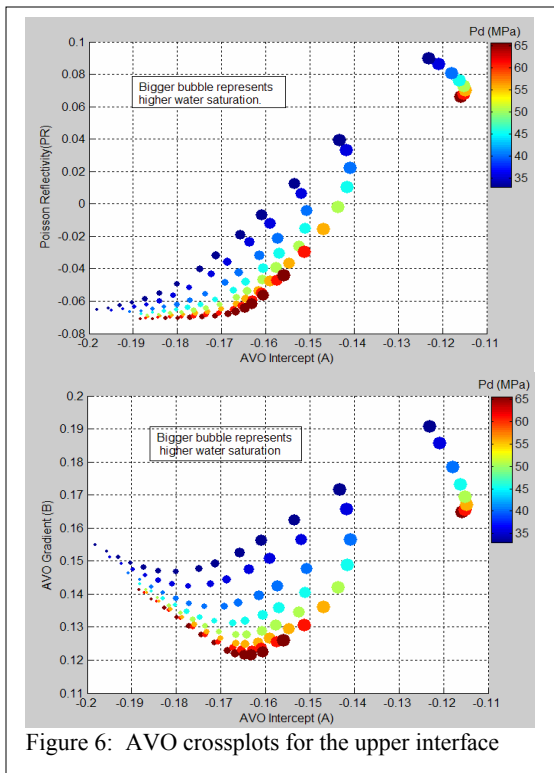 Pd (MPa)
0.1
0.08
0.06
0.04
0.02
0
-0.02
-0.04
-0.06
-0.08
Poisson Reflectivity(PR)
Bigger bubble represents
higher water saturation.
65
60
55
50
45
40
35
-0.2 -0.19 -0.18 -0.17 -0.16 -0.15 -0.14 -0.13 -0.12 -0.11
AVO Intercept (A)
Pd (MPa)
0.2
0.19
0.18
0.17
0.16
0.15
0.14
0.13
0.12
0.11
AVO Gradient (B)
Bigger bubble represents
higher water saturation
65
60
55
50
45
40
35
-0.2 -0.19 -0.18 -0.17 -0.16 -0.15 -0.14 -0.13 -0.12 -0.11
AVO Intercept (A)
Figure 6: AVO crossplots for the upper interface